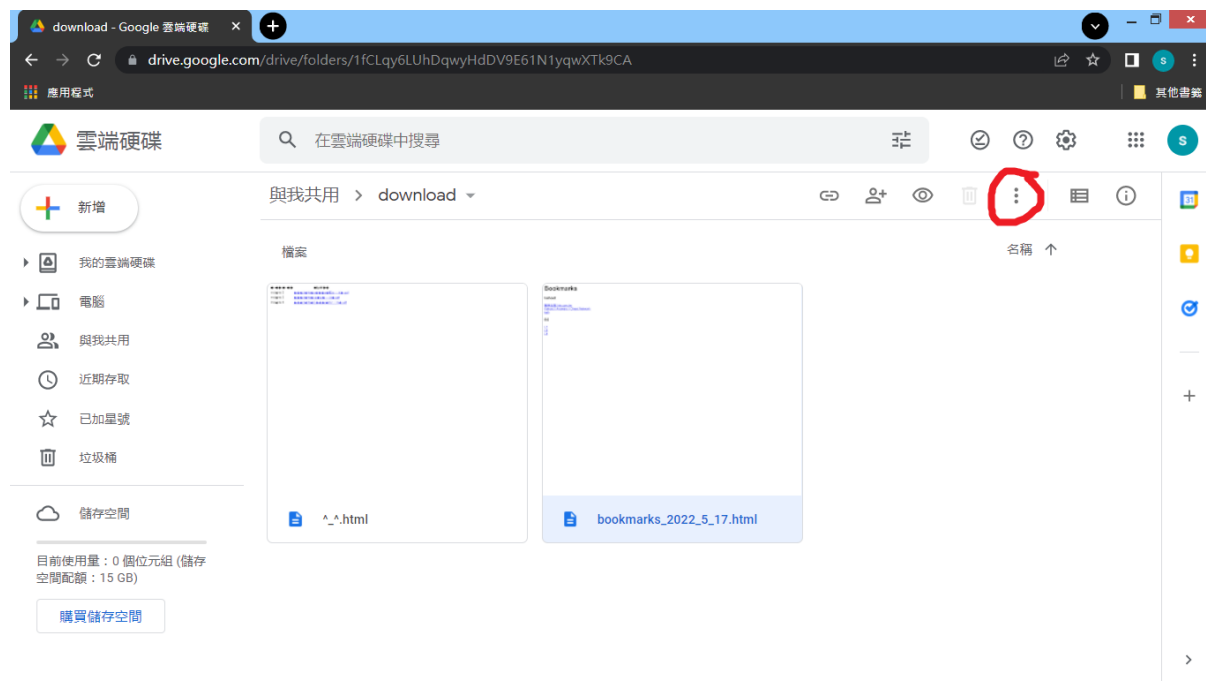 download - Google 雲端硬碟
drive.google.com/drive/folders/1fCLqy6LUhDqwyHdDV9E61N1yqwXTk9CA
S
應用程式
其他書籤
雲端硬碟
在雲端硬碟中搜尋
S
新增
與我共用 > download
31
檔案
名稱
我的雲端硬碟
電腦
與我共用
近期存取
已加星號
垃圾桶
Bookmarks
^_^.html
bookmarks_2022_5_17.html
儲存空間
目前使用量：0 個位元組 (儲存
空間配額：15 GB)
購買儲存空間